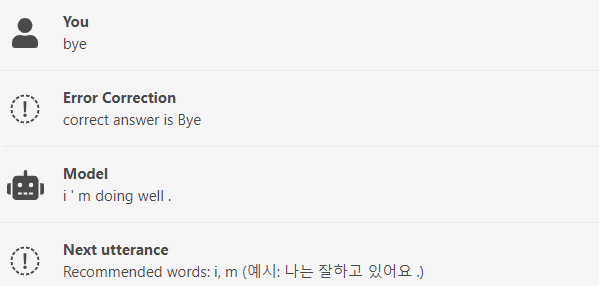 You
bye
Error Correction
correct answer is Bye
Model
i ' m doing well .
Next utterance
Recommended words: i, m (예시: 나는 잘하고 있어요 .)